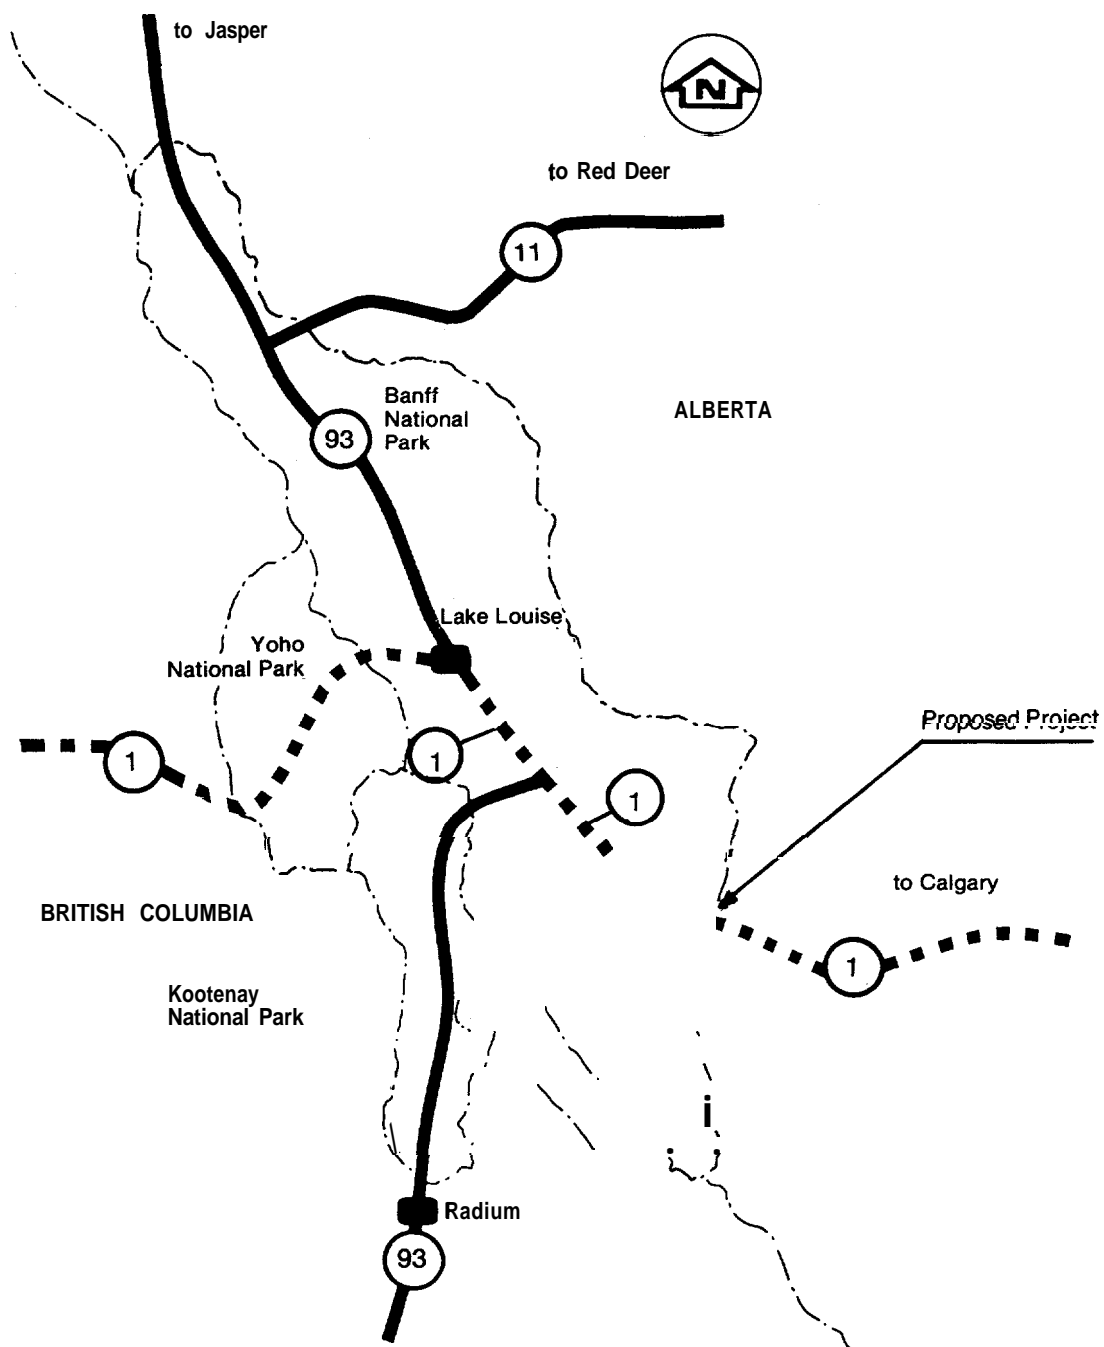 to Jasper
N
to Red Deer
11
Banff
National
Park
ALBERTA
93
Lake Louise
Yoho
National Park
Proposed Project
1
1
1
to Calgary
BRITISH COLUMBIA
1
Kootenay
National Park
i
Radium
93